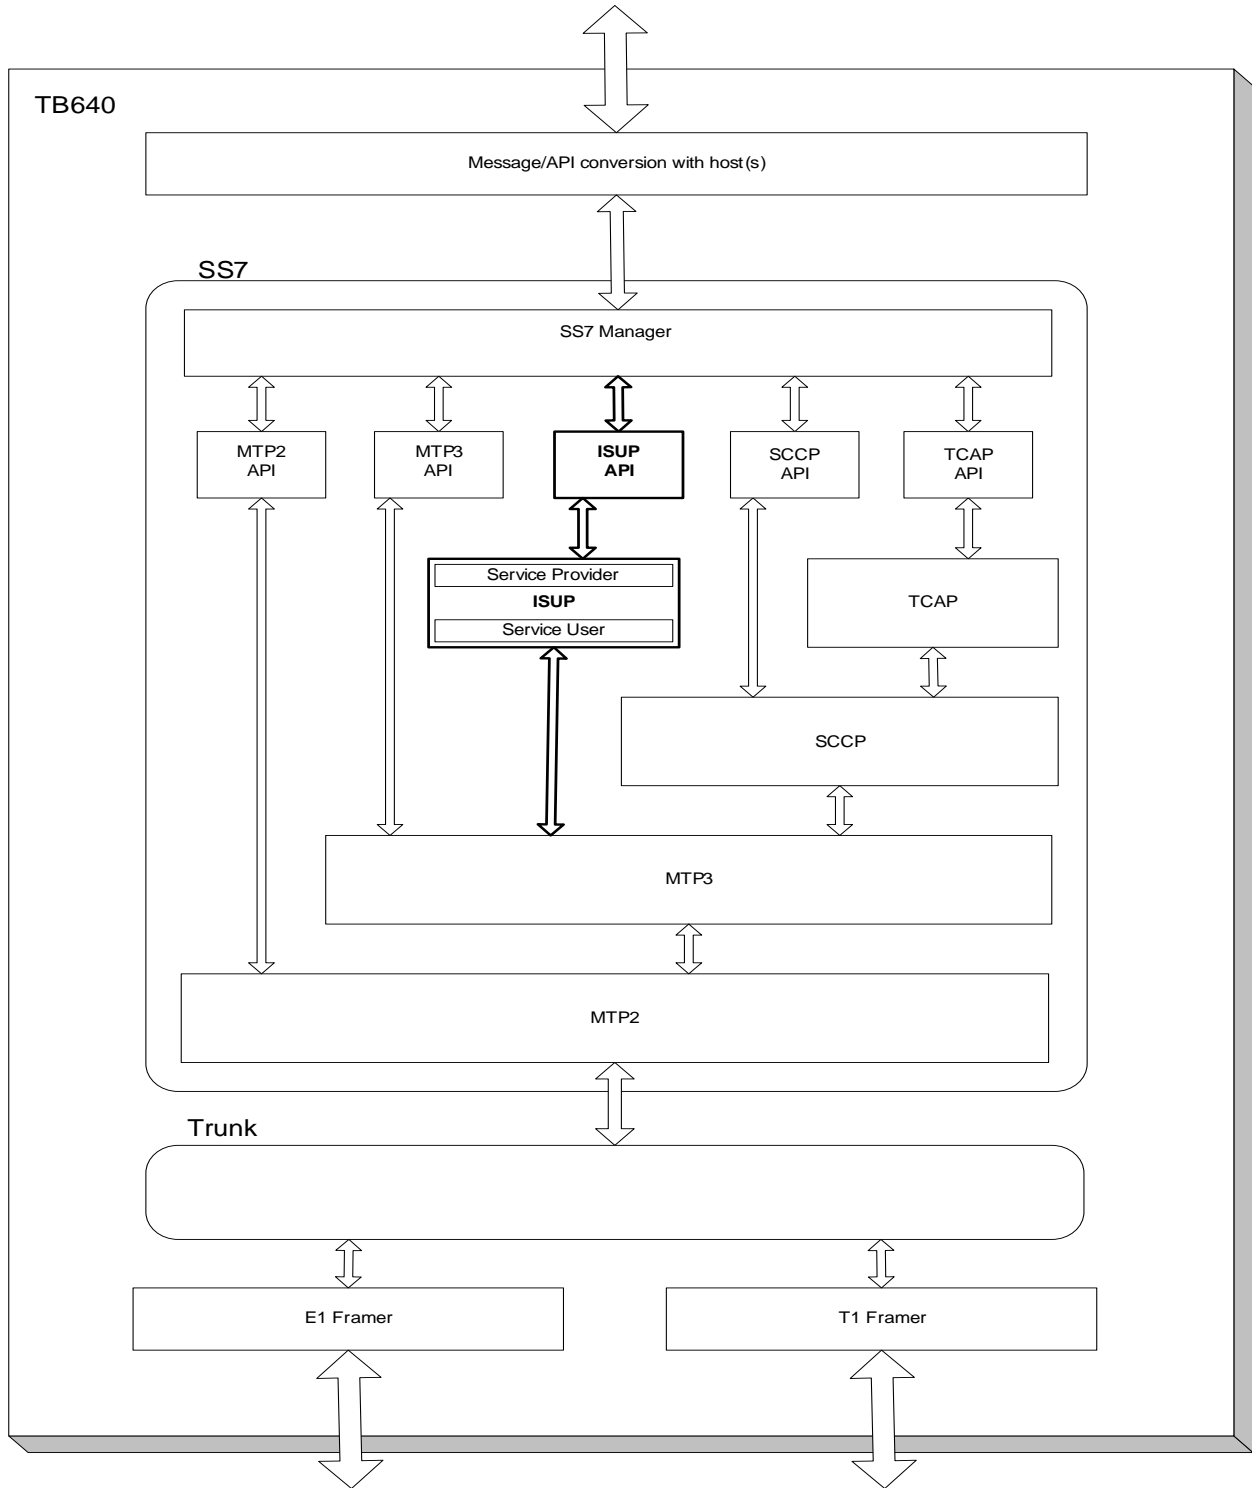 TB640
Message/API conversion with host(s)
SS7
SS7 Manager
MTP2
API
MTP3
API
ISUP
API
SCCP
API
TCAP
API
Service Provider
ISUP
Service User
TCAP
SCCP
MTP3
MTP2
Trunk
E1 Framer
T1 Framer